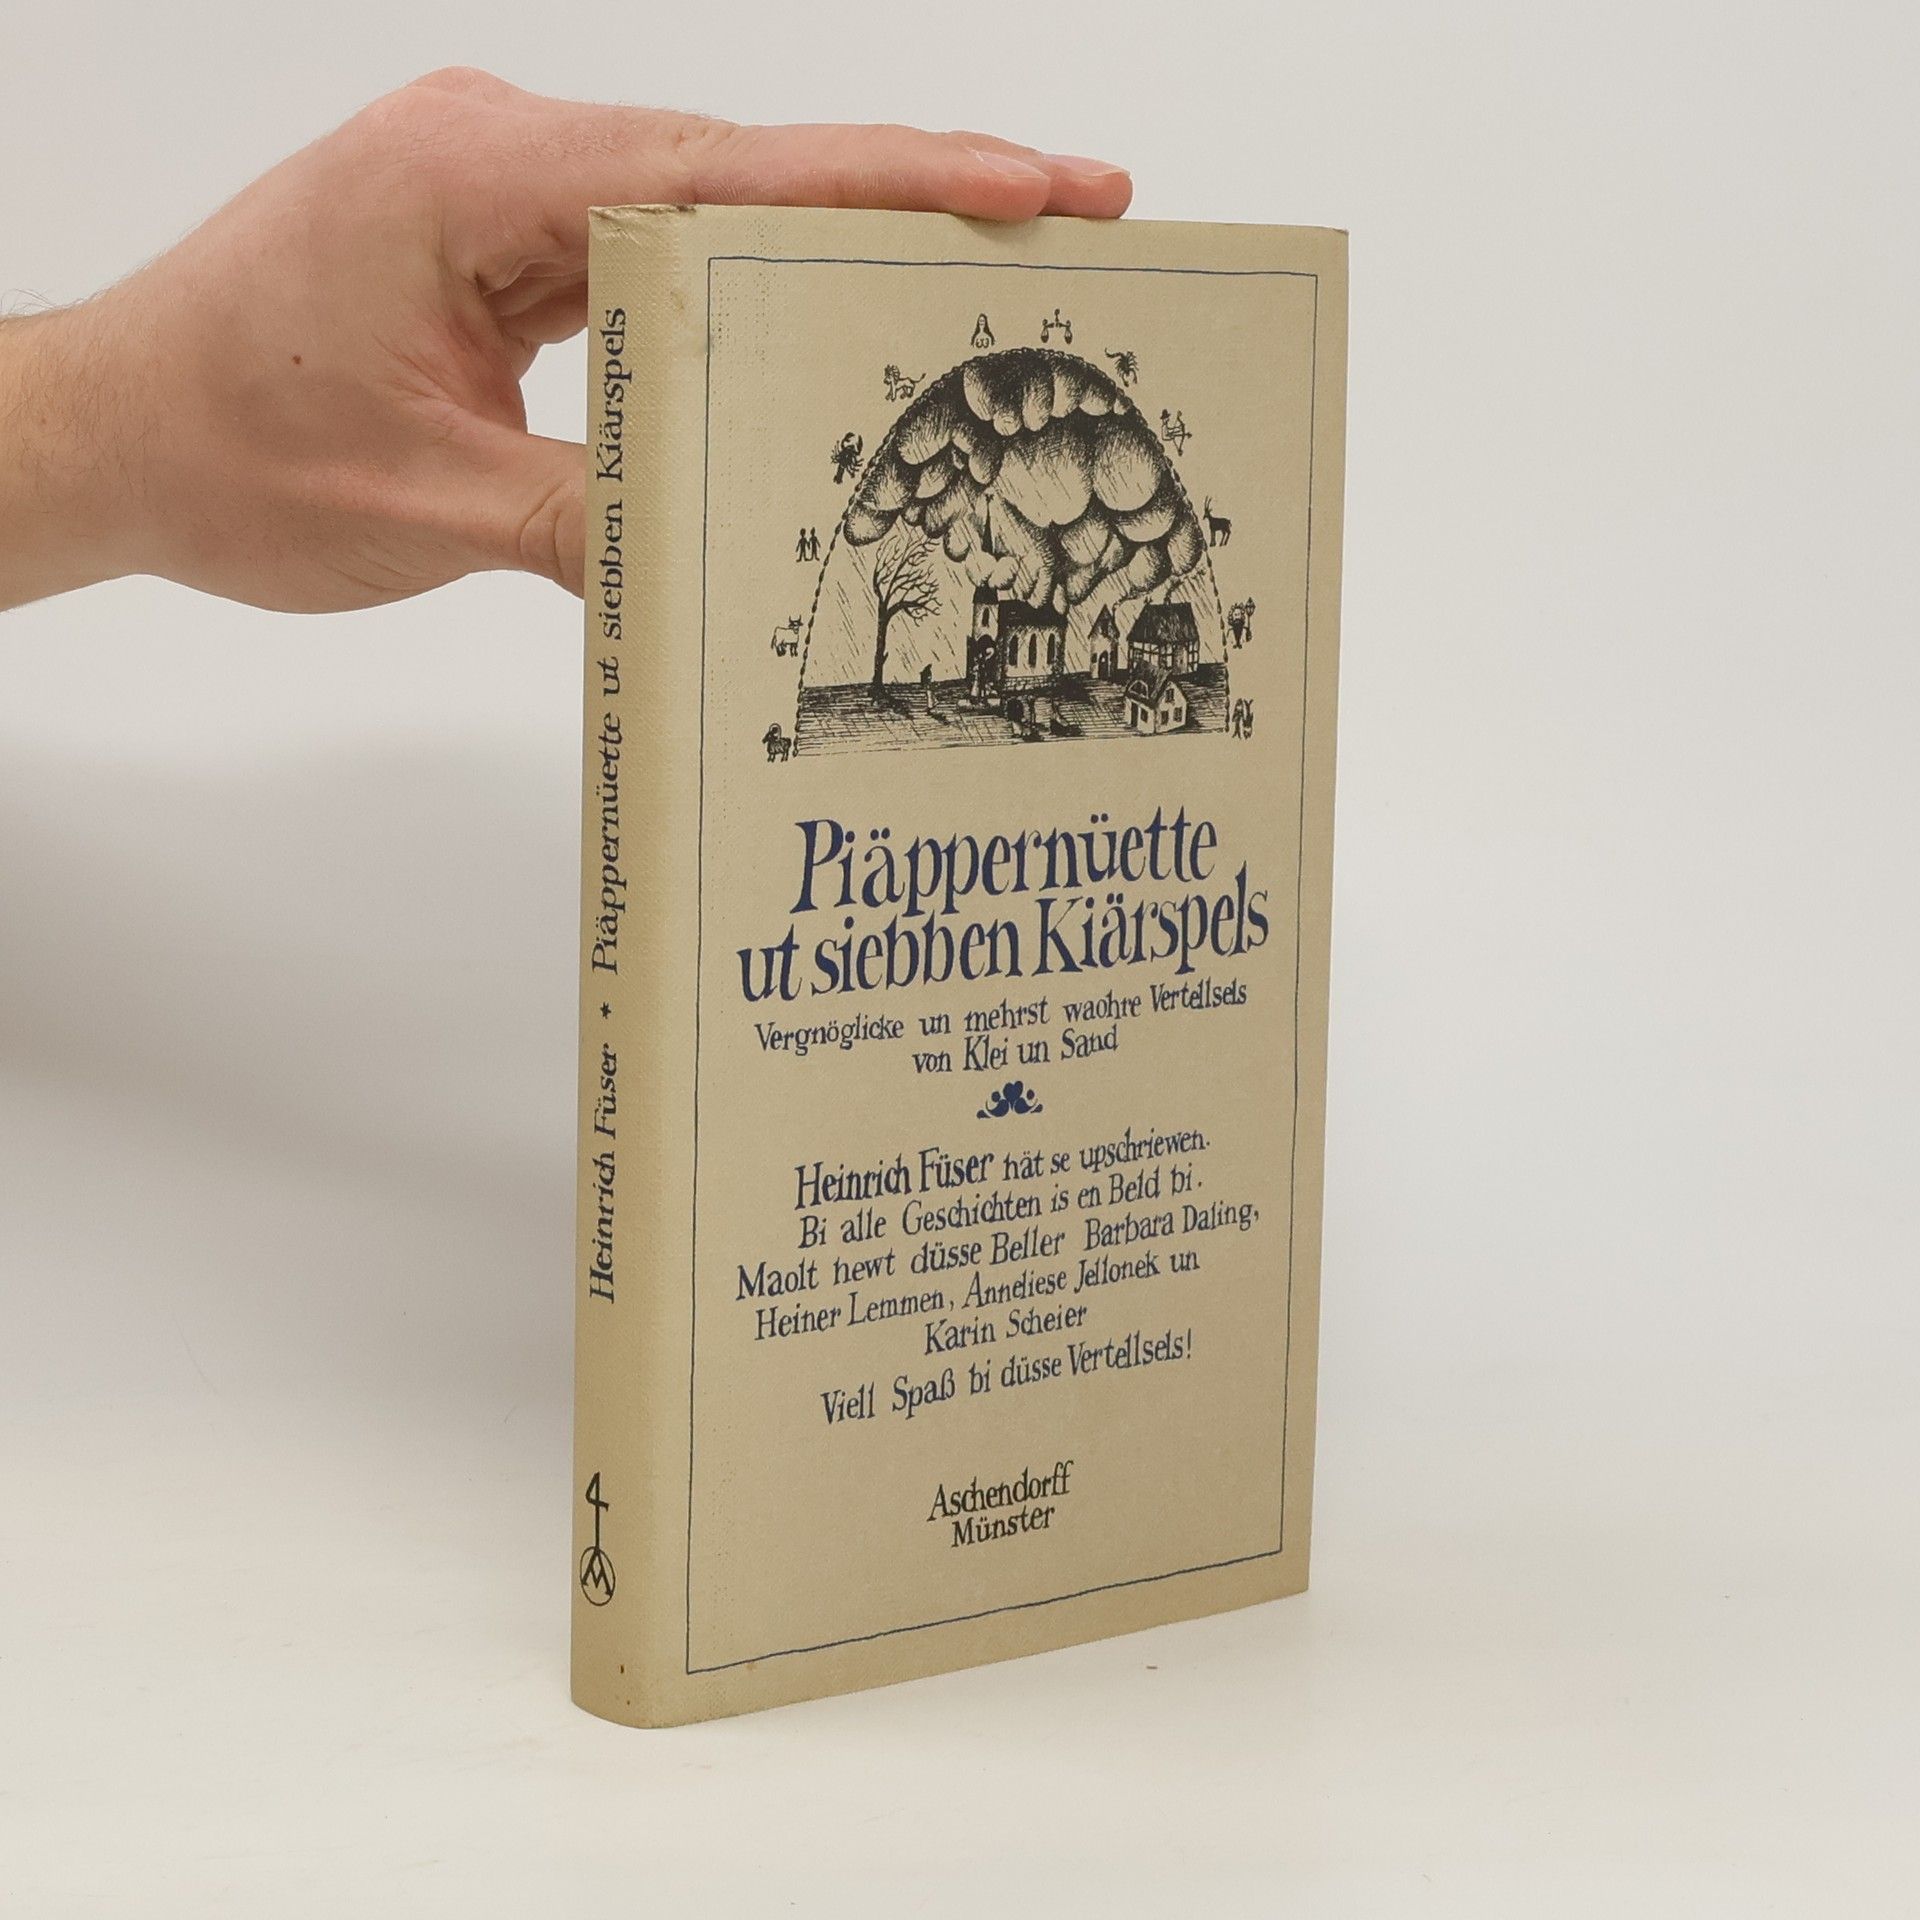 Heinrich Füser * Piäppernüette ut siebben Kiärspels
Piäppernüette
ut siebben Kiärspels
Vergnöglicke un mehrst waohre Vertellsels
von Klei un Sand
Heinrich Füser hät se upschriewen.
Bi alle Geschichten is en Beld bi.
Maolt hewt düsse Beller Barbara Daling,
Heiner Lemmen, Anneliese Jellonek un
Karin Scheier
Viell Spaß bi düsse Vertellsels!
Aschendorff
Münster